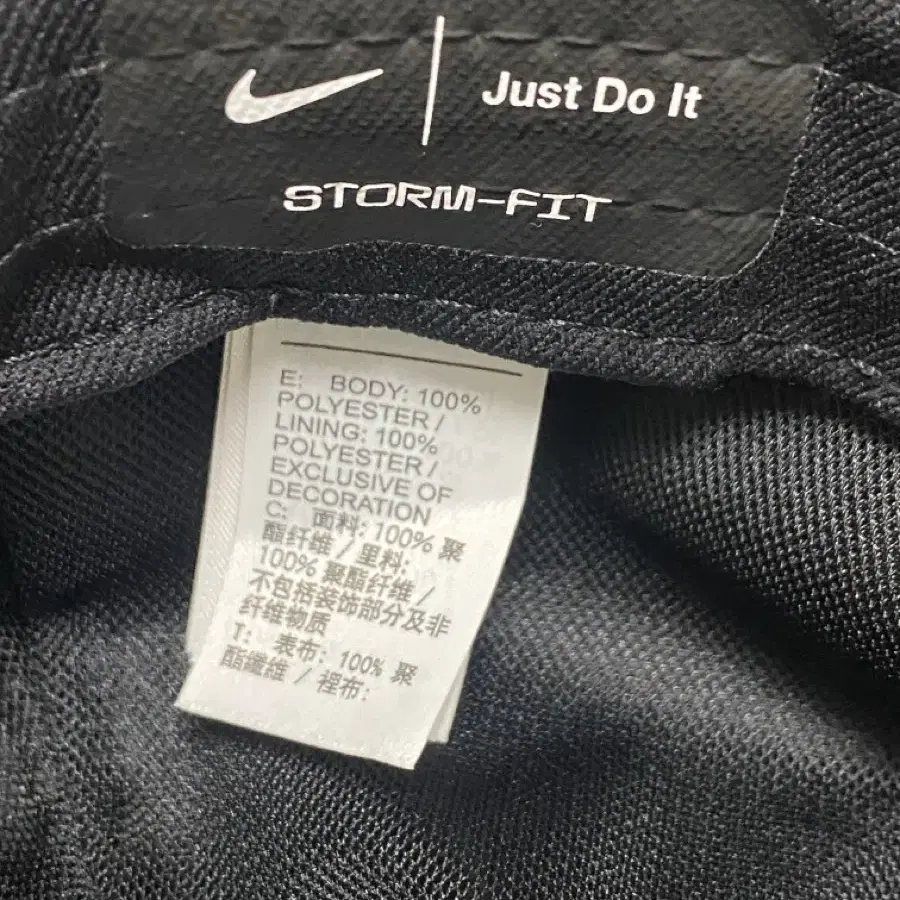 Just Do It
STORM-FIT
E: BODY: 100%
POLYESTER /
LINING: 100%
POLYESTER /
EXCLUSIVE OF
DECORATION
C: 面料: 100% 聚
酯纤维 / 里料:
100% 聚酯纤维 /
不包括装饰部分及非
纤维物质
T: 表布: 100% 聚
酯纖維 / 裡布: